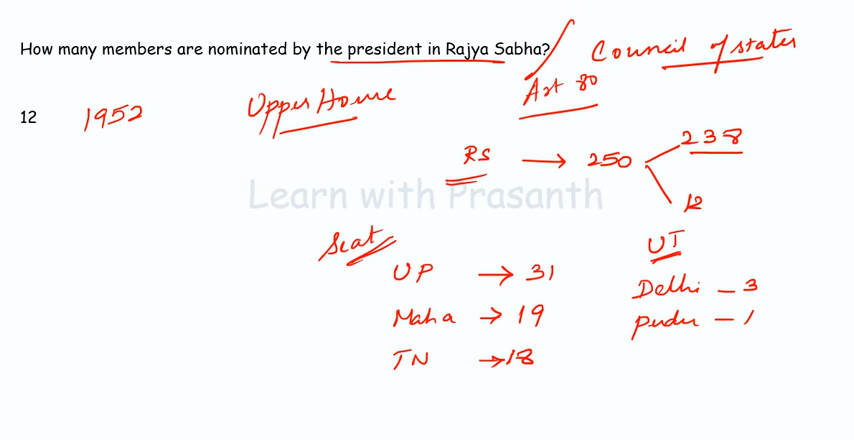 How many members are nominated by the president in Rajya Sabha?
Council of states
Art 80
12
1952
Upper House
RS → 250
238
12
Learn with Prasanth
Seat
UP → 31
Maha → 19
TN → 18
UT
Delhi - 3
Pudu - 1